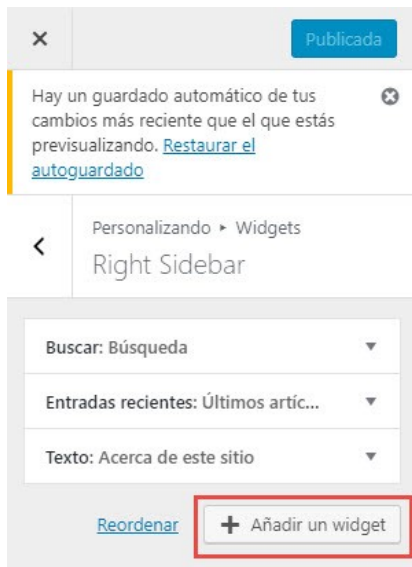 Publicada
Hay un guardado automático de tus
cambios más reciente que el que estás
previsualizando. Restaurar el
autoguardado
Personalizando ▸ Widgets
Right Sidebar
Buscar: Búsqueda
Entradas recientes: Últimos artíc...
Texto: Acerca de este sitio
Reordenar + Añadir un widget